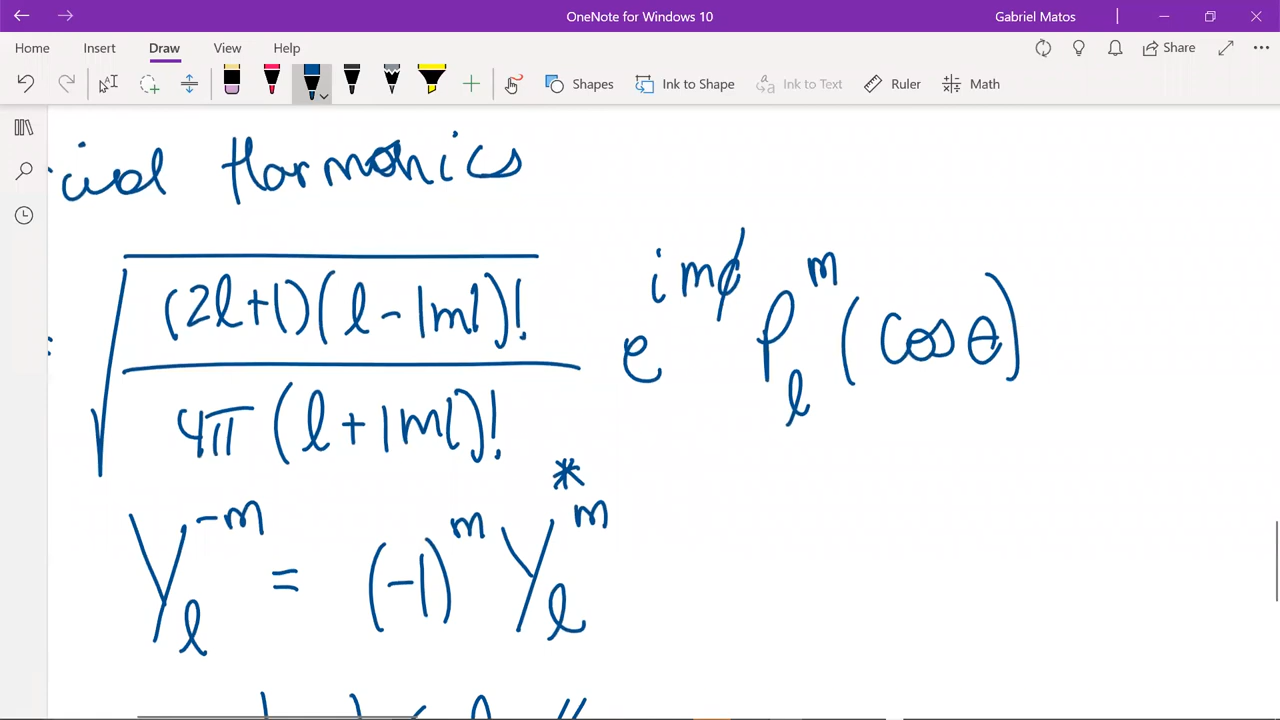 OneNote for Windows 10
Gabriel Matos
Home Insert Draw View Help
Share
Shapes Ink to Shape Ink to Text Ruler Math
Harmonics
√((2l+1)(l-|m|)! / 4π(l+|m|)!) e^{imϕ} P_l^m (cosθ)
Y_l^{-m} = (-1)^m Y_l^{*m}